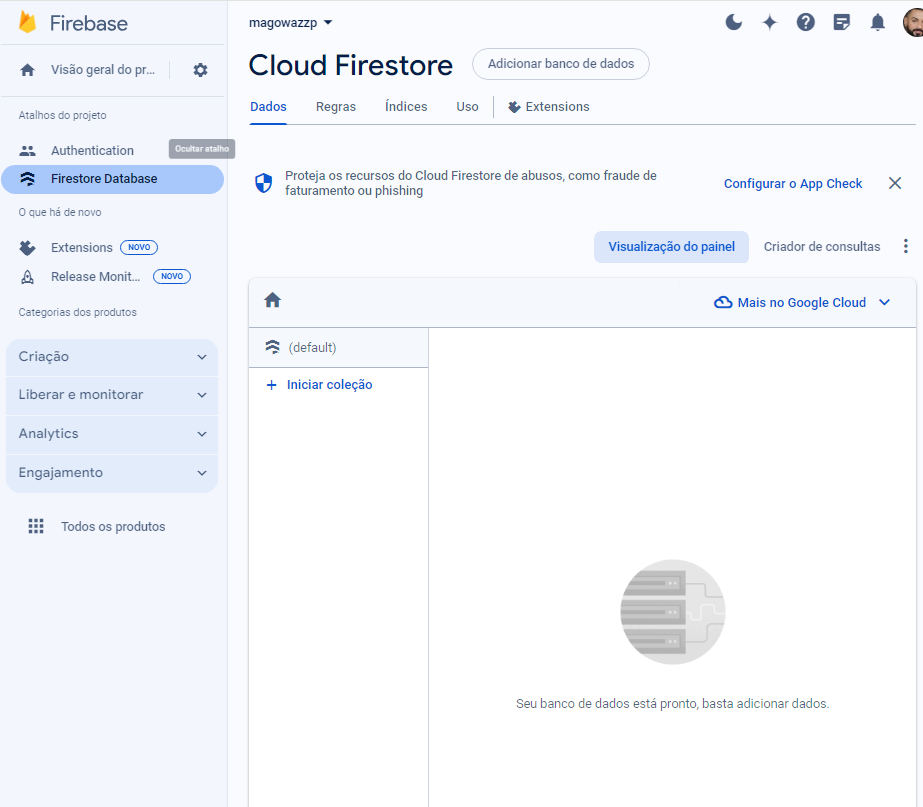 Firebase
magowazzp
Visão geral do pr...
Cloud Firestore
Adicionar banco de dados
Dados
Regras
Índices
Uso
Extensions
Atalhos do projeto
Authentication
Ocultar atalho
Firestore Database
Proteja os recursos do Cloud Firestore de abusos, como fraude de
faturamento ou phishing
Configurar o App Check
O que há de novo
Extensions
NOVO
Release Monit...
NOVO
Visualização do painel
Criador de consultas
Categorias dos produtos
Criação
Liberar e monitorar
Analytics
Engajamento
Todos os produtos
Mais no Google Cloud
(default)
+ Iniciar coleção
Seu banco de dados está pronto, basta adicionar dados.